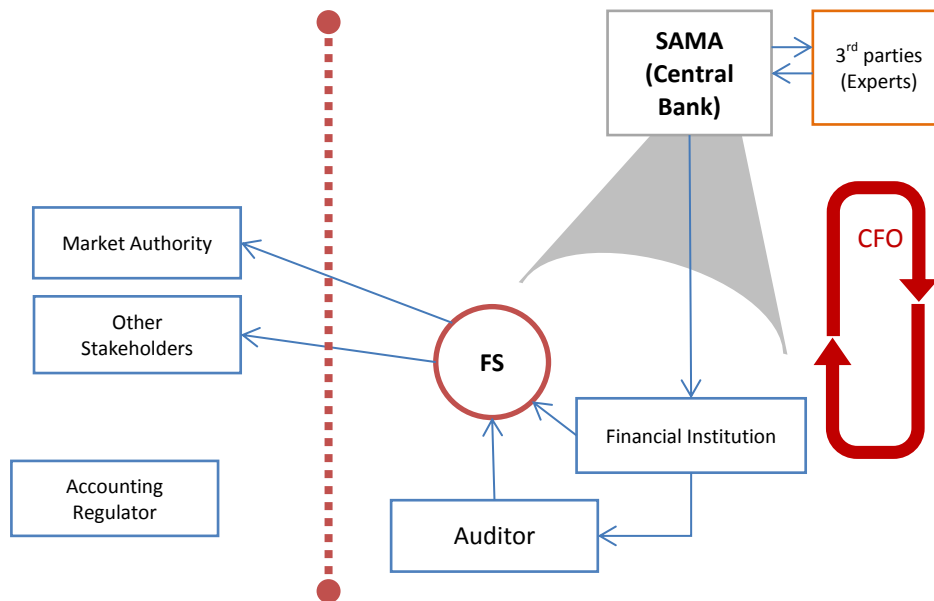 SAMA
(Central
Bank)
3rd parties
(Experts)
Market Authority
CFO
Other
Stakeholders
FS
Financial Institution
Accounting
Regulator
Auditor